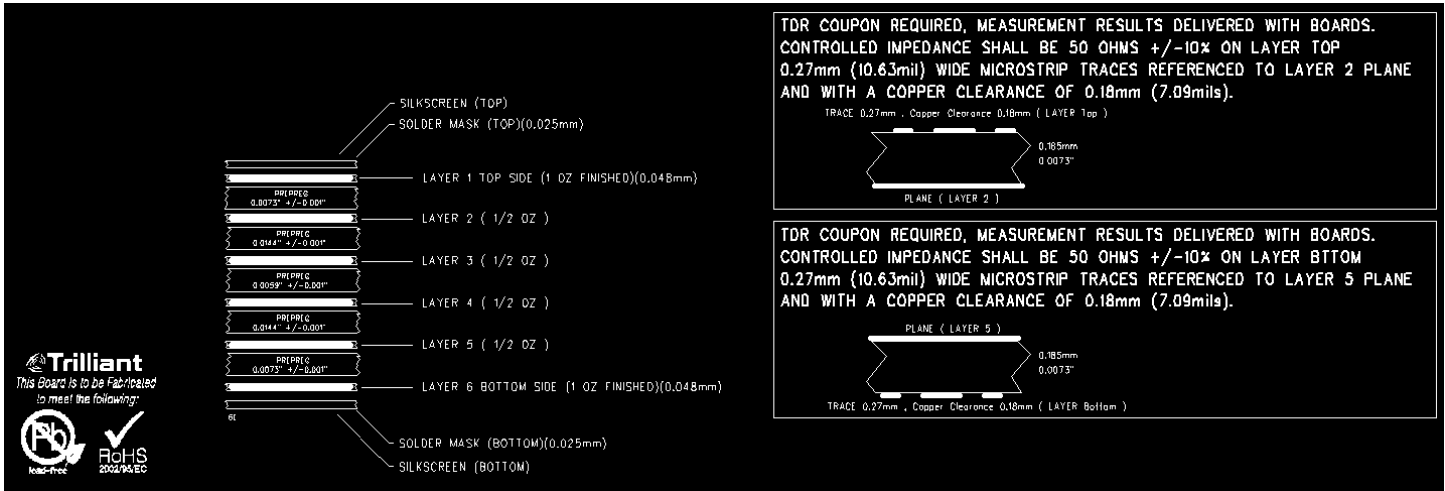 SILKSCREEN (TOP)
SOLDER MASK (TOP)(0.025mm)
LAYER 1 TOP SIDE (1 OZ FINISHED)(0.048mm)
PREPREG
0.0073" +/-0.001"
LAYER 2 ( 1/2 OZ )
PREPREG
0.0144" +/-0.001"
LAYER 3 ( 1/2 OZ )
PREPREG
0.0059" +/-0.001"
LAYER 4 ( 1/2 OZ )
PREPREG
0.0144" +/-0.001"
LAYER 5 ( 1/2 OZ )
PREPREG
0.0073" +/-0.001"
LAYER 6 BOTTOM SIDE (1 OZ FINISHED)(0.048mm)
SOLDER MASK (BOTTOM)(0.025mm)
SILKSCREEN (BOTTOM)
Trilliant
This Board is to be Fabricated
to meet the following:
Pb
lead-free
RoHS
2002/95/EC
TDR COUPON REQUIRED, MEASUREMENT RESULTS DELIVERED WITH BOARDS.
CONTROLLED IMPEDANCE SHALL BE 50 OHMS +/-10% ON LAYER TOP
0.27mm (10.63mil) WIDE MICROSTRIP TRACES REFERENCED TO LAYER 2 PLANE
AND WITH A COPPER CLEARANCE OF 0.18mm (7.09mils).
TRACE 0.27mm , Copper Clearance 0.18mm ( LAYER Top )
0.185mm
0.0073"
PLANE ( LAYER 2 )
TDR COUPON REQUIRED, MEASUREMENT RESULTS DELIVERED WITH BOARDS.
CONTROLLED IMPEDANCE SHALL BE 50 OHMS +/-10% ON LAYER BTTOM
0.27mm (10.63mil) WIDE MICROSTRIP TRACES REFERENCED TO LAYER 5 PLANE
AND WITH A COPPER CLEARANCE OF 0.18mm (7.09mils).
PLANE ( LAYER 5 )
0.185mm
0.0073"
TRACE 0.27mm , Copper Clearance 0.18mm ( LAYER Bottom )